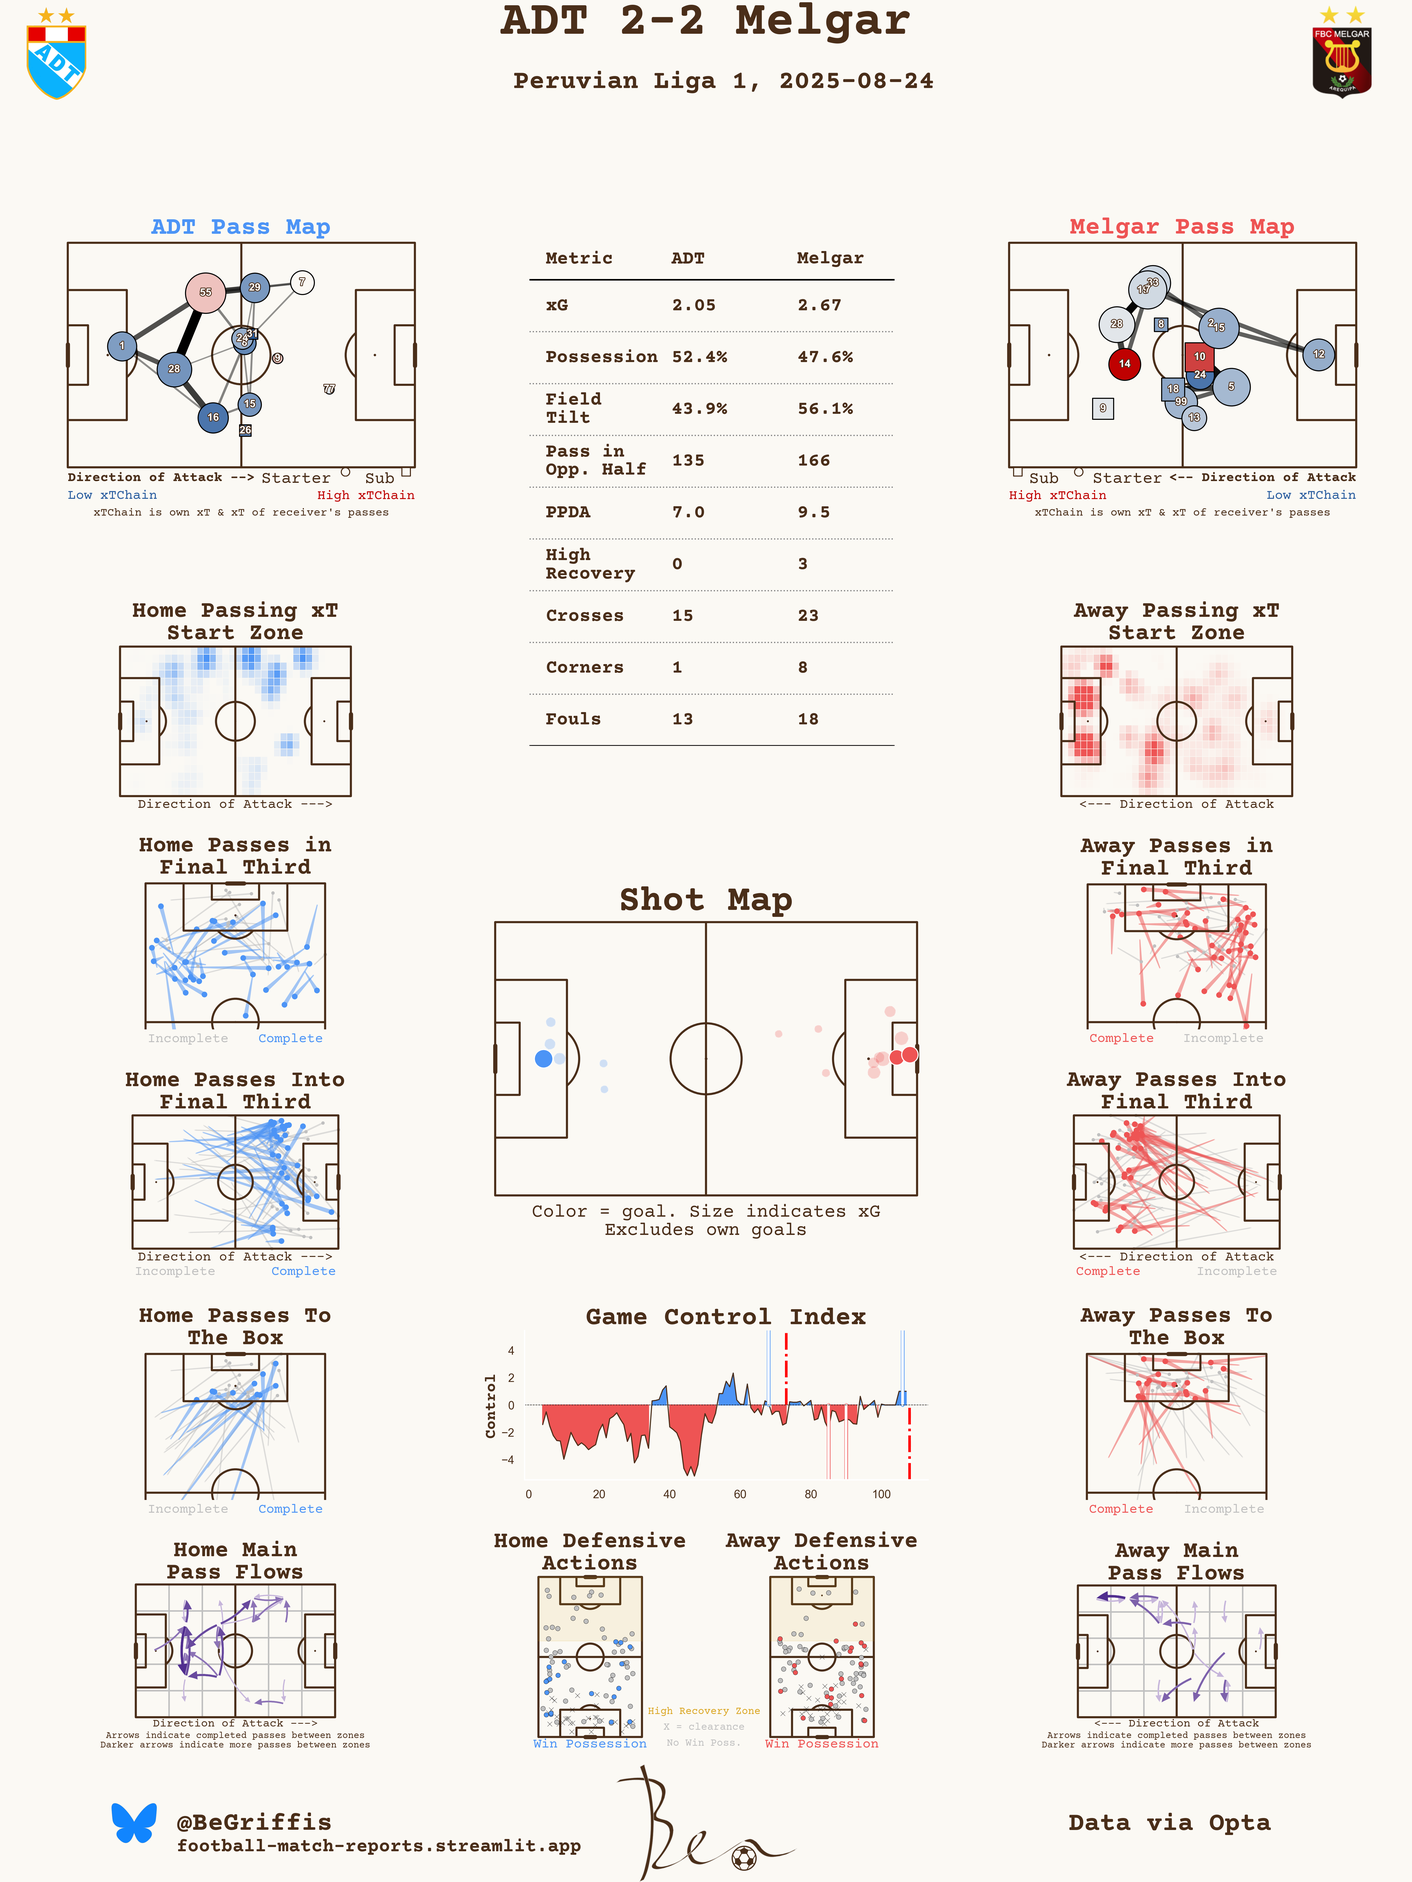 ADT 2-2 Melgar
Peruvian Liga 1, 2025-08-24
ADT
FBC MELGAR
AREQUIPA
ADT Pass Map
55
29
7
1
24
31
8
9
28
77
16
15
26
Direction of Attack --> Starter Sub
Low xTChain High xTChain
xTChain is own xT & xT of receiver's passes
Metric ADT Melgar
xG 2.05 2.67
Possession 52.4% 47.6%
Field
Tilt 43.9% 56.1%
Pass in
Opp. Half 135 166
PPDA 7.0 9.5
High
Recovery 0 3
Crosses 15 23
Corners 1 8
Fouls 13 18
Melgar Pass Map
33
28
8
2
15
12
14
10
24
18
5
9
99
13
Sub Starter <-- Direction of Attack
High xTChain Low xTChain
xTChain is own xT & xT of receiver's passes
Home Passing xT
Start Zone
Direction of Attack --->
Away Passing xT
Start Zone
<--- Direction of Attack
Home Passes in
Final Third
Incomplete Complete
Away Passes in
Final Third
Complete Incomplete
Shot Map
Color = goal. Size indicates xG
Excludes own goals
Home Passes Into
Final Third
Direction of Attack --->
Incomplete Complete
Away Passes Into
Final Third
<--- Direction of Attack
Complete Incomplete
Home Passes To
The Box
Incomplete Complete
Game Control Index
Control
4
2
0
−2
−4
0 20 40 60 80 100
Away Passes To
The Box
Complete Incomplete
Home Main
Pass Flows
Direction of Attack --->
Arrows indicate completed passes between zones
Darker arrows indicate more passes between zones
Home Defensive
Actions
Win Possession
Away Defensive
Actions
Win Possession
High Recovery Zone
X = clearance
No Win Poss.
Away Main
Pass Flows
<--- Direction of Attack
Arrows indicate completed passes between zones
Darker arrows indicate more passes between zones
@BeGriffis
football-match-reports.streamlit.app
Ben
Data via Opta